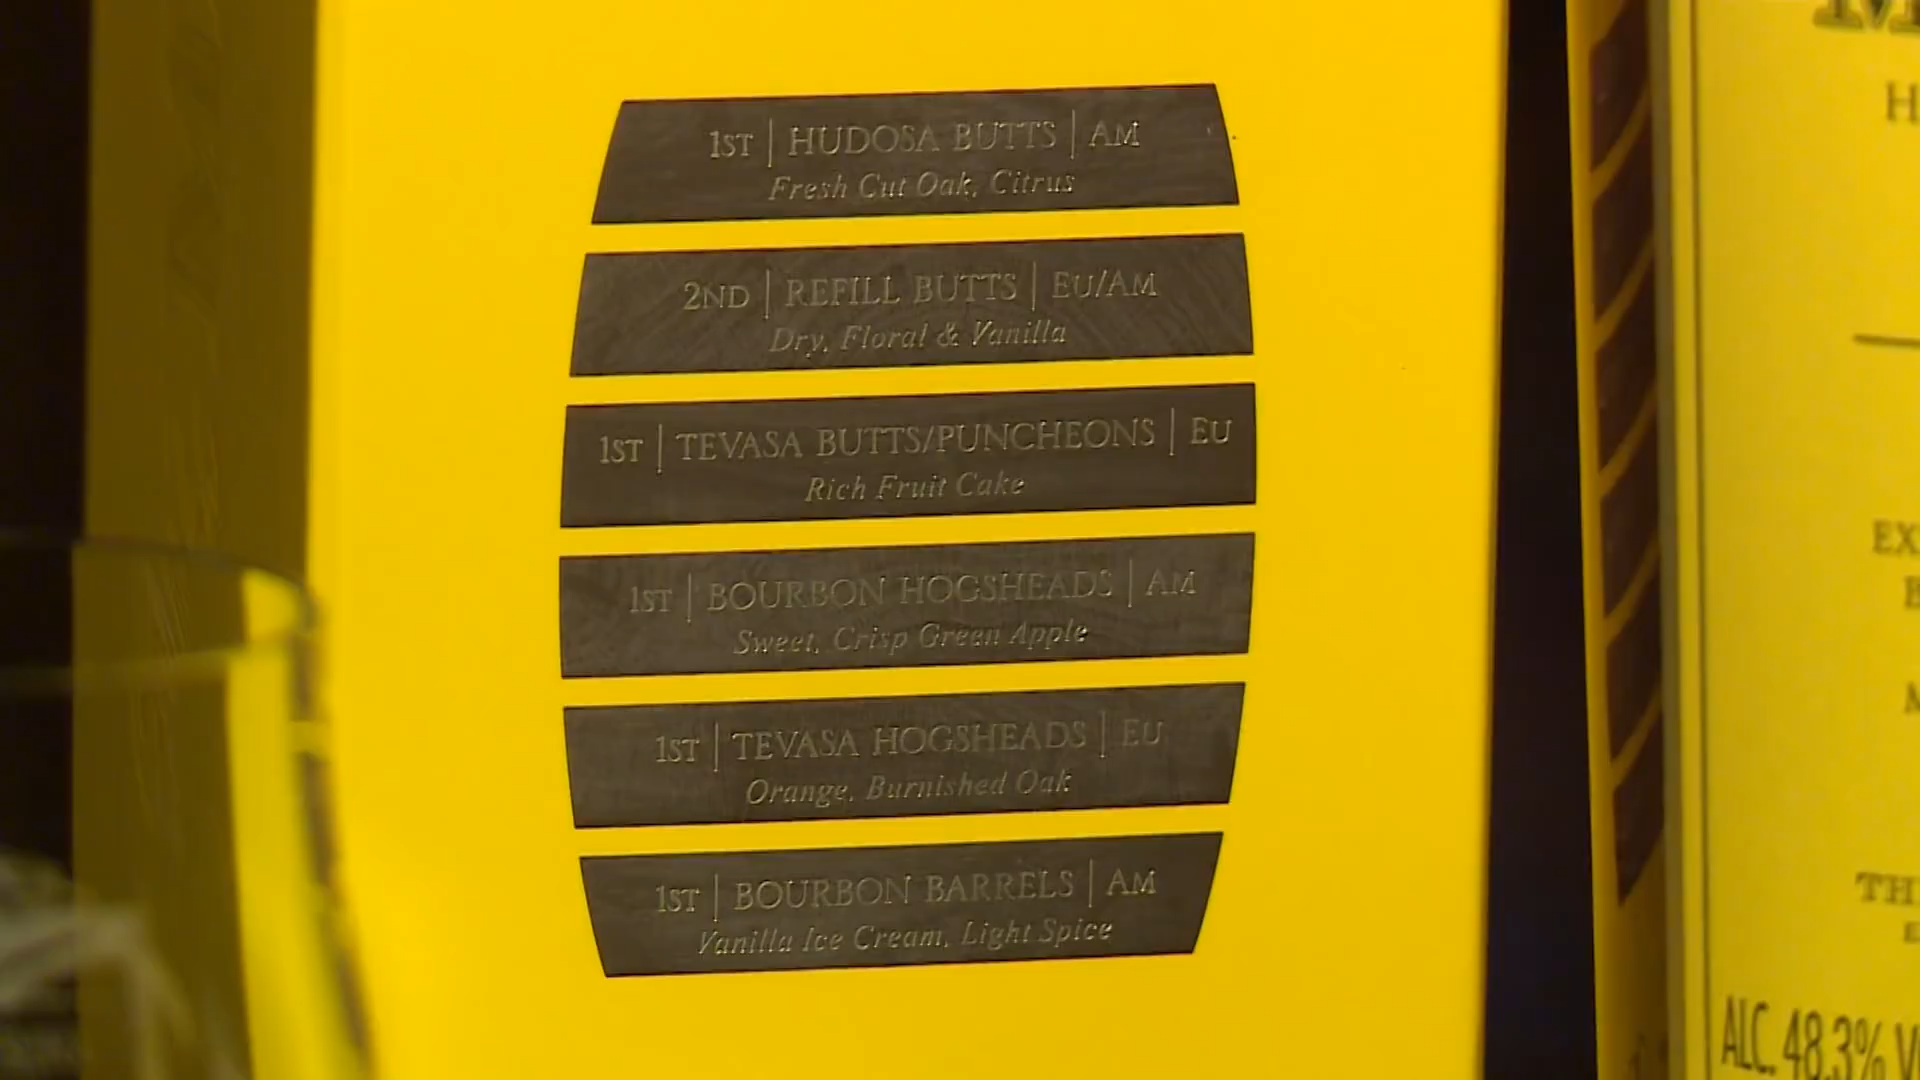 1ST | HUDOSA BUTTS | AM
Fresh Cut Oak, Citrus
2ND | REFILL BUTTS | EU/AM
Dry, Floral & Vanilla
1ST | TEVASA BUTTS/PUNCHEONS | EU
Rich Fruit Cake
1ST | BOURBON HOGSHEADS | AM
Sweet, Crisp Green Apple
1ST | TEVASA HOGSHEADS | EU
Orange, Burnished Oak
1ST | BOURBON BARRELS | AM
Vanilla Ice Cream, Light Spice
ALC. 48.3% V